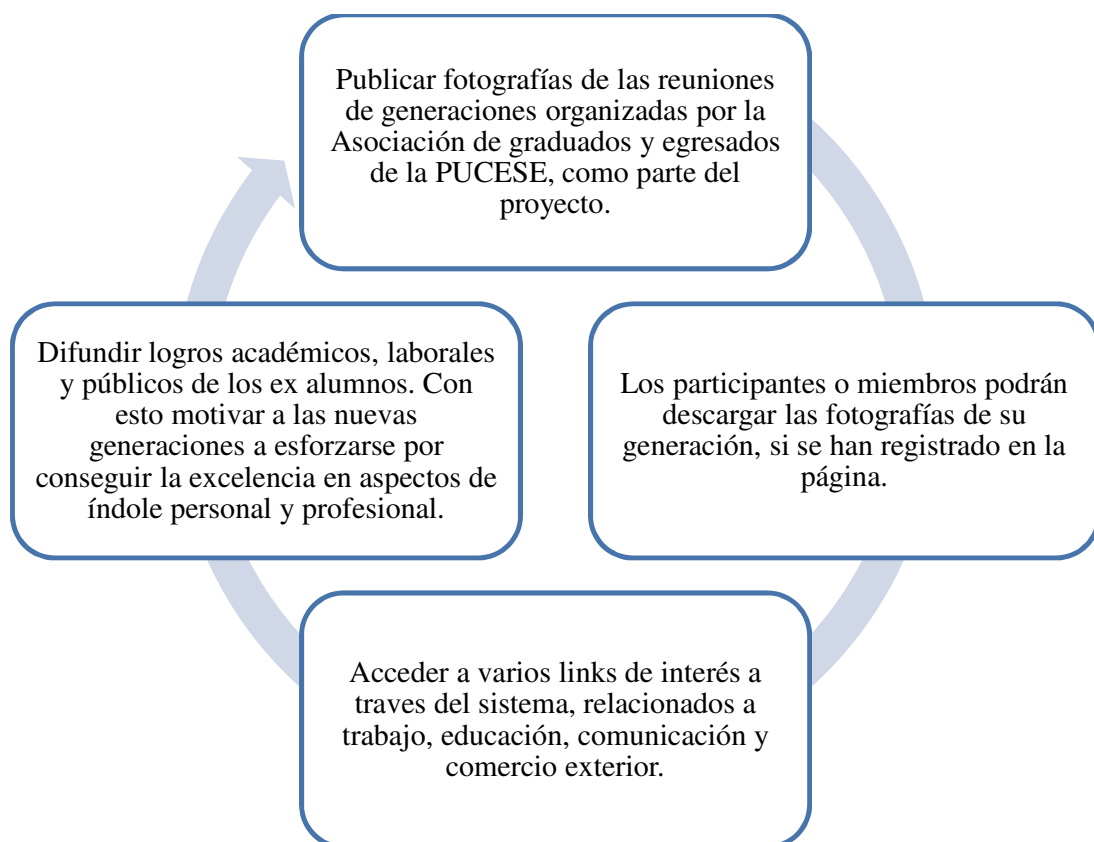 Publicar fotografías de las reuniones
de generaciones organizadas por la
Asociación de graduados y egresados
de la PUCESE, como parte del
proyecto.
Los participantes o miembros podrán
descargar las fotografías de su
generación, si se han registrado en la
página.
Acceder a varios links de interés a
traves del sistema, relacionados a
trabajo, educación, comunicación y
comercio exterior.
Difundir logros académicos, laborales
y públicos de los ex alumnos. Con
esto motivar a las nuevas
generaciones a esforzarse por
conseguir la excelencia en aspectos de
índole personal y profesional.